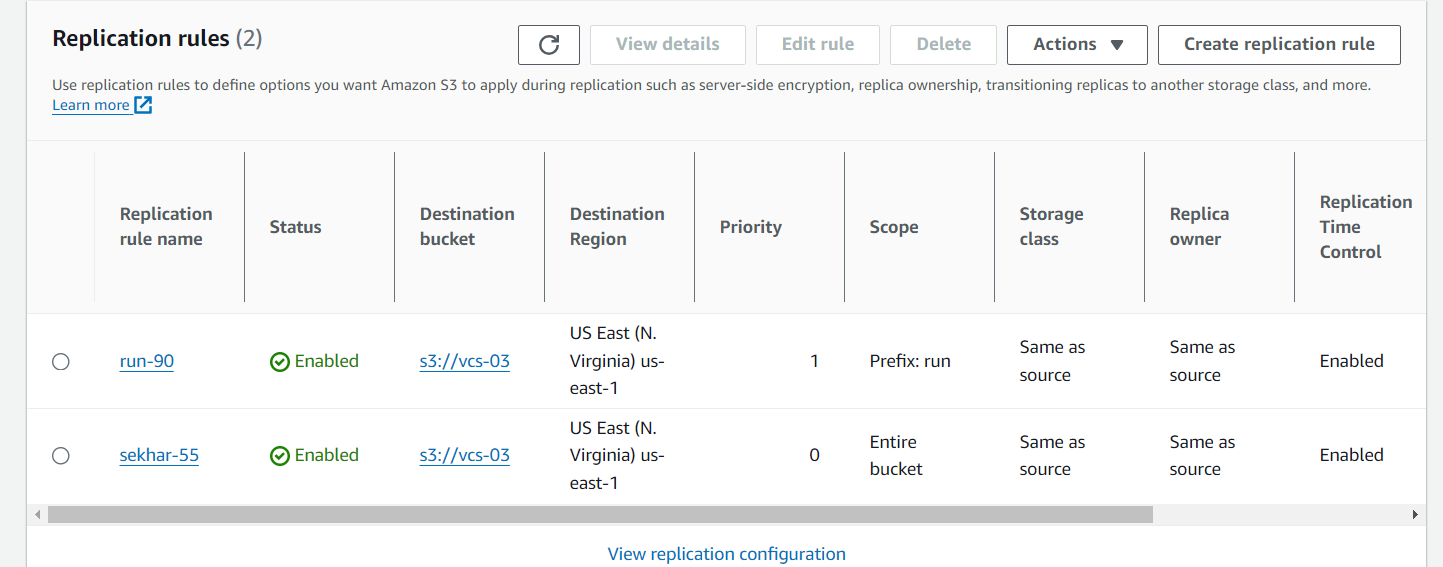 Replication rules (2)
View details
Edit rule
Delete
Actions
Create replication rule
Use replication rules to define options you want Amazon S3 to apply during replication such as server-side encryption, replica ownership, transitioning replicas to another storage class, and more.
Learn more
Replication
rule name
Status
Destination
bucket
Destination
Region
Priority
Scope
Storage
class
Replica
owner
Replication
Time
Control
run-90
Enabled
s3://vcs-03
US East (N.
Virginia) us-
east-1
1
Prefix: run
Same as
source
Same as
source
Enabled
sekhar-55
Enabled
s3://vcs-03
US East (N.
Virginia) us-
east-1
0
Entire
bucket
Same as
source
Same as
source
Enabled
View replication configuration